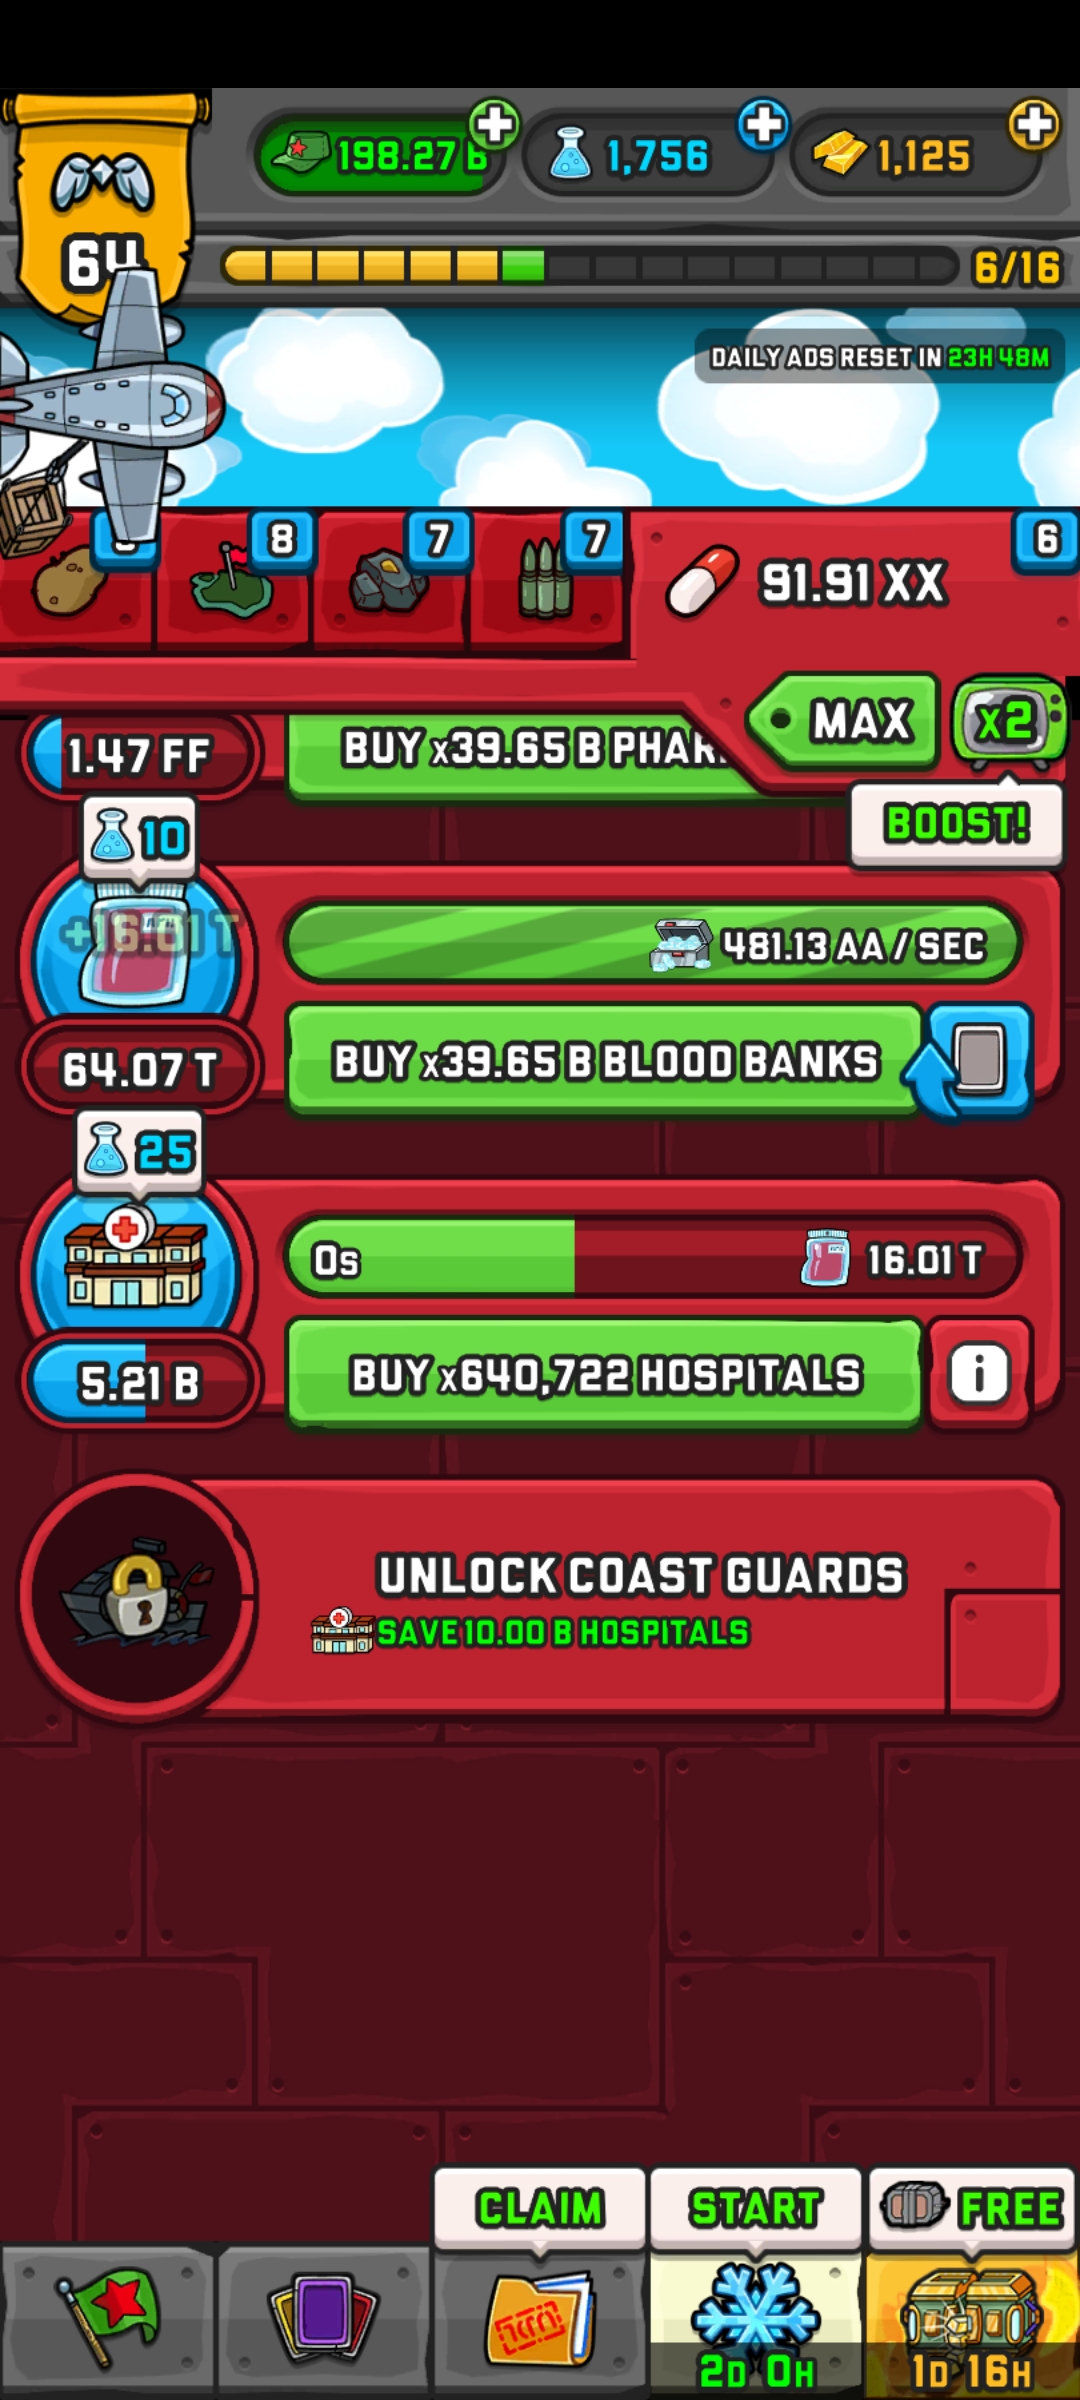 198.27 B
1,756
1,125
64
6/16
DAILY ADS RESET IN 23H 48M
8
7
7
6
91.91 XX
MAX
x2
1.47 FF
BUY x39.65 B PHAR
BOOST!
10
+16.01 T
481.13 AA / SEC
64.07 T
BUY x39.65 B BLOOD BANKS
25
0s
16.01 T
5.21 B
BUY x640,722 HOSPITALS
i
UNLOCK COAST GUARDS
SAVE 10.00 B HOSPITALS
CLAIM
START
FREE
2D 0H
1D 16H